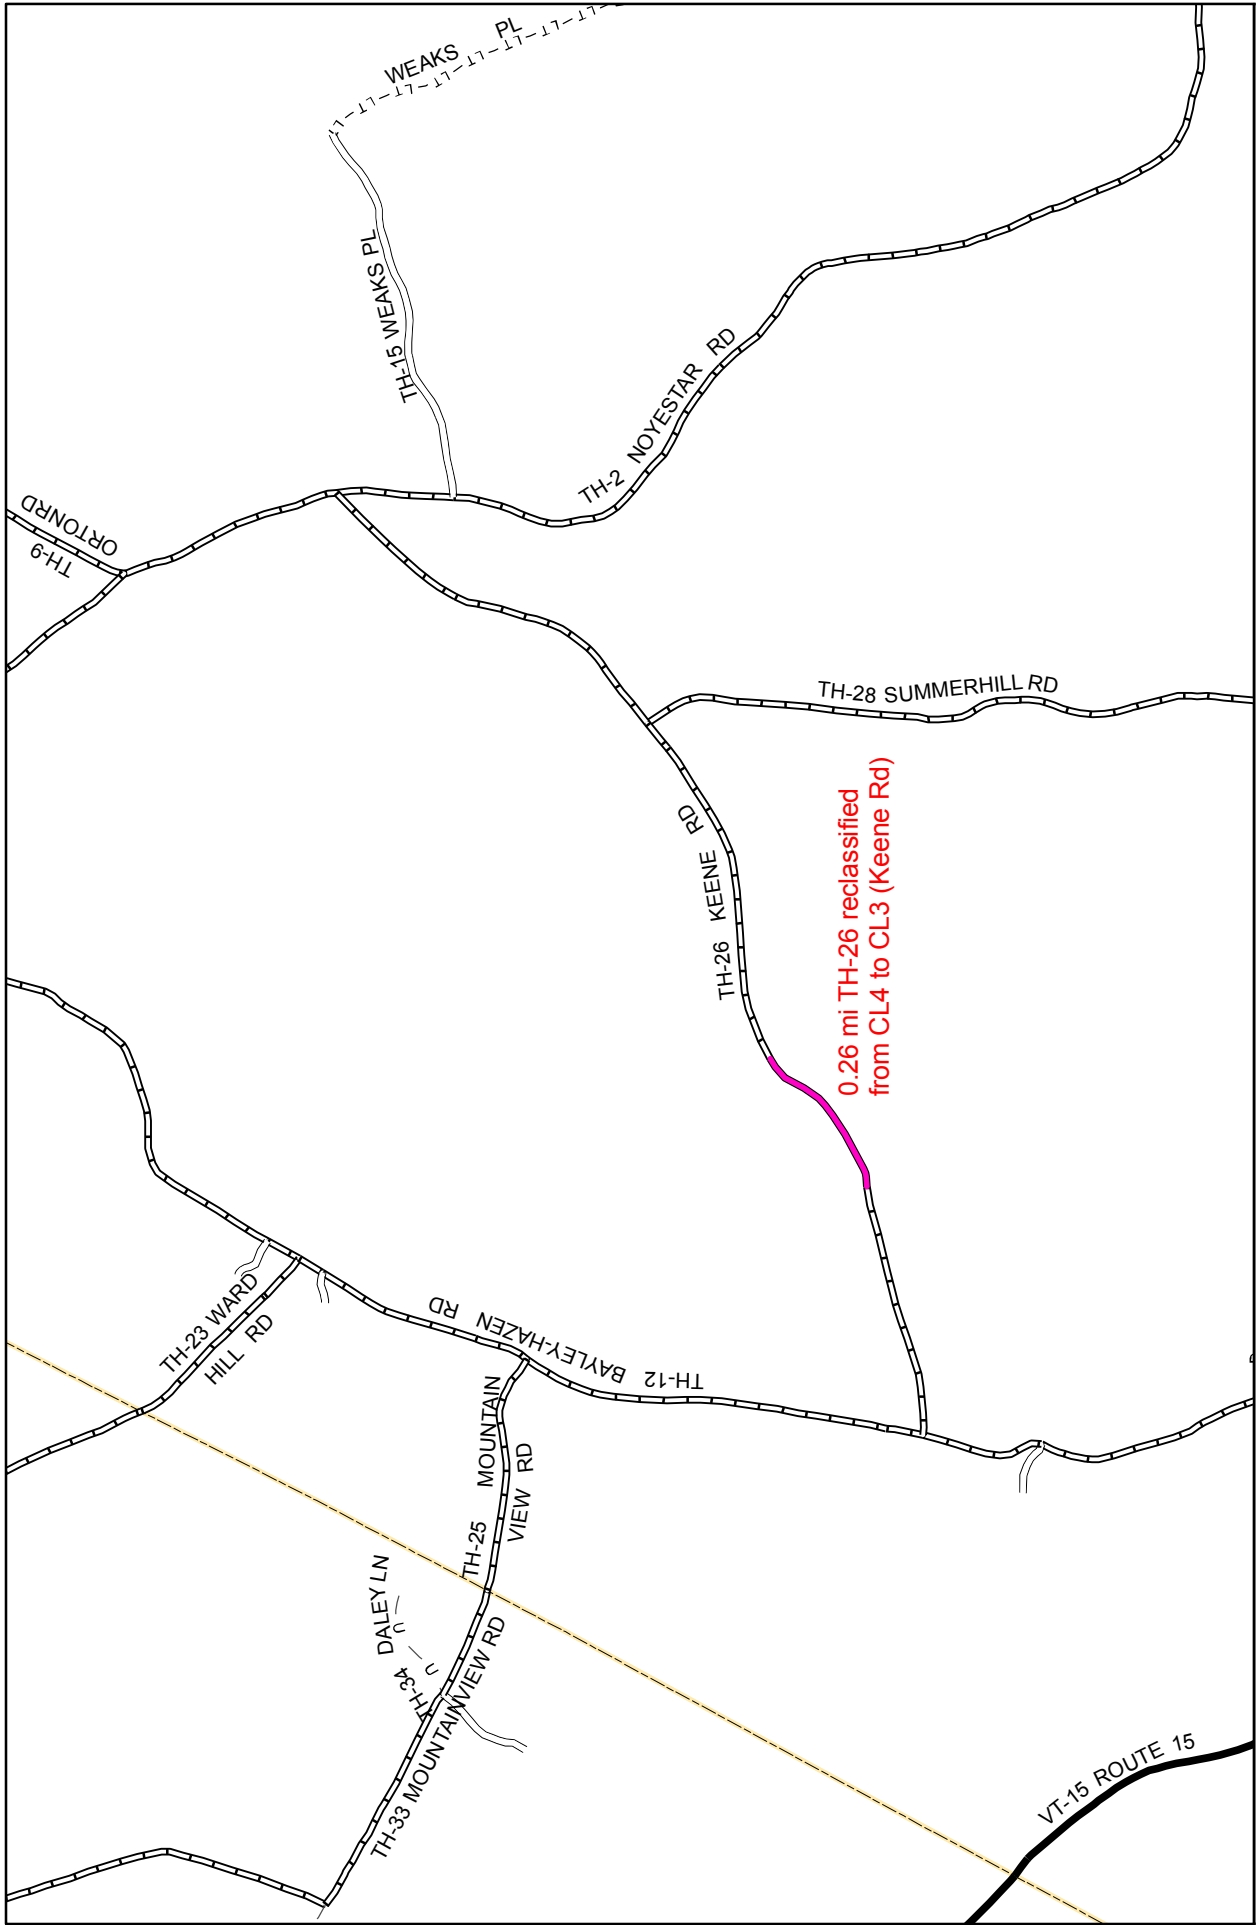 WEAKS PL
TH-15 WEAKS PL
TH-2 NOYESTAR RD
ORTONRD
TH-9
TH-28 SUMMERHILL RD
TH-26 KEENE RD
0.26 mi TH-26 reclassified
from CL4 to CL3 (Keene Rd)
TH-23 WARD
HILL RD
TH-12 BAYLEY-HAZEN RD
TH-25 MOUNTAIN
VIEW RD
TH-34 DALEY LN
U
U
TH-33 MOUNTAINVIEW RD
VT-15 ROUTE 15